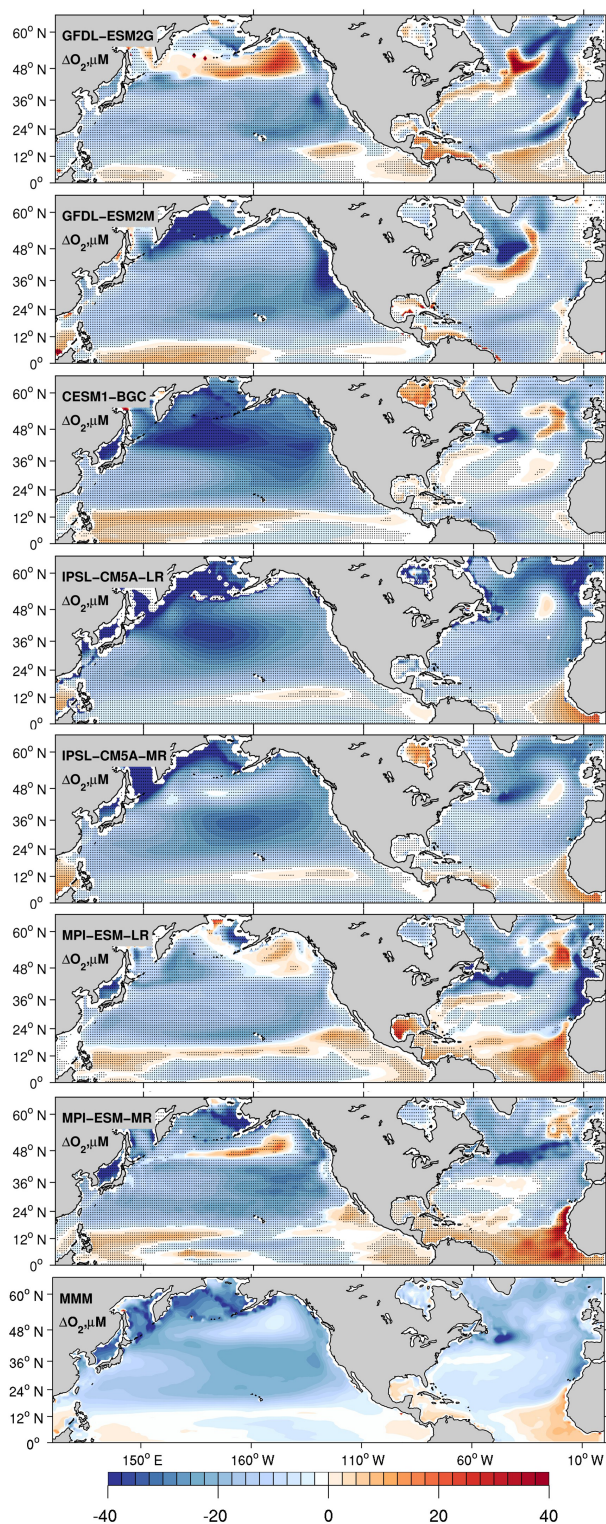 60° N
GFDL−ESM2G
ΔO₂,μM
48°
36°
24°
12°
0°
60° N
GFDL−ESM2M
ΔO₂,μM
48°
36°
24°
12°
0°
60° N
CESM1−BGC
ΔO₂,μM
48° N
36° N
24° N
12° N
0°
60° N
IPSL−CM5A−LR
ΔO₂,μM
48° N
36° N
24° N
12° N
0°
60° N
IPSL−CM5A−MR
ΔO₂,μM
48° N
36° N
24° N
12° N
0°
60° N
MPI−ESM−LR
ΔO₂,μM
48° N
36° N
24° N
12° N
0°
60° N
MPI−ESM−MR
ΔO₂,μM
48° N
36° N
24° N
12° N
0°
60° N
MMM
ΔO₂,μM
48° N
36° N
24° N
12° N
0°
150° E 160° W 110° W 60° W 10° W
-40 -20 0 20 40